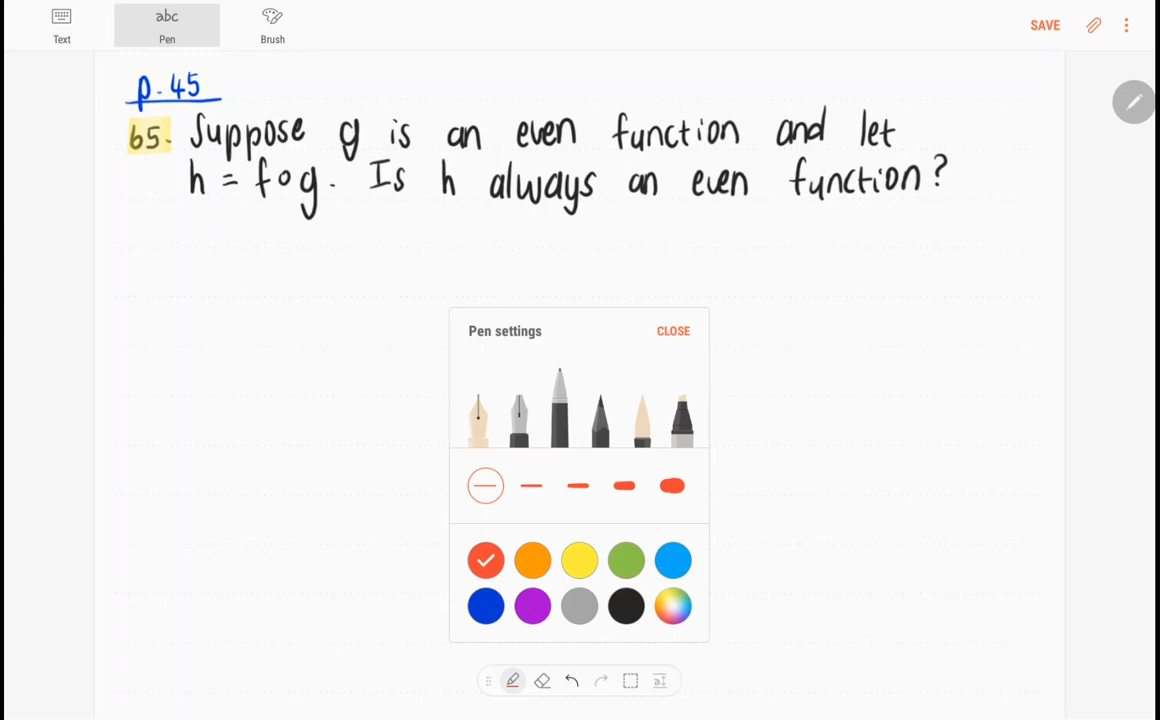 Text
abc
Pen
Brush
SAVE
p. 45
65. Suppose g is an even function and let
h = f o g. Is h always an even function?
Pen settings
CLOSE